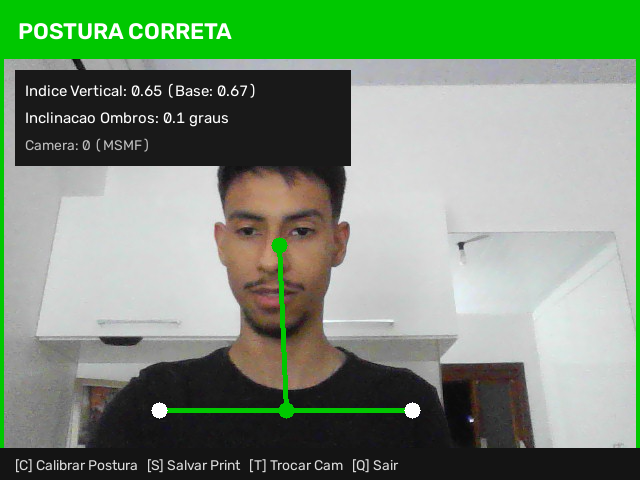 POSTURA CORRETA
Indice Vertical: 0.65 (Base: 0.67)
Inclinacao Ombros: 0.1 graus
Camera: 0 (MSMF)
[C] Calibrar Postura [S] Salvar Print [T] Trocar Cam [Q] Sair